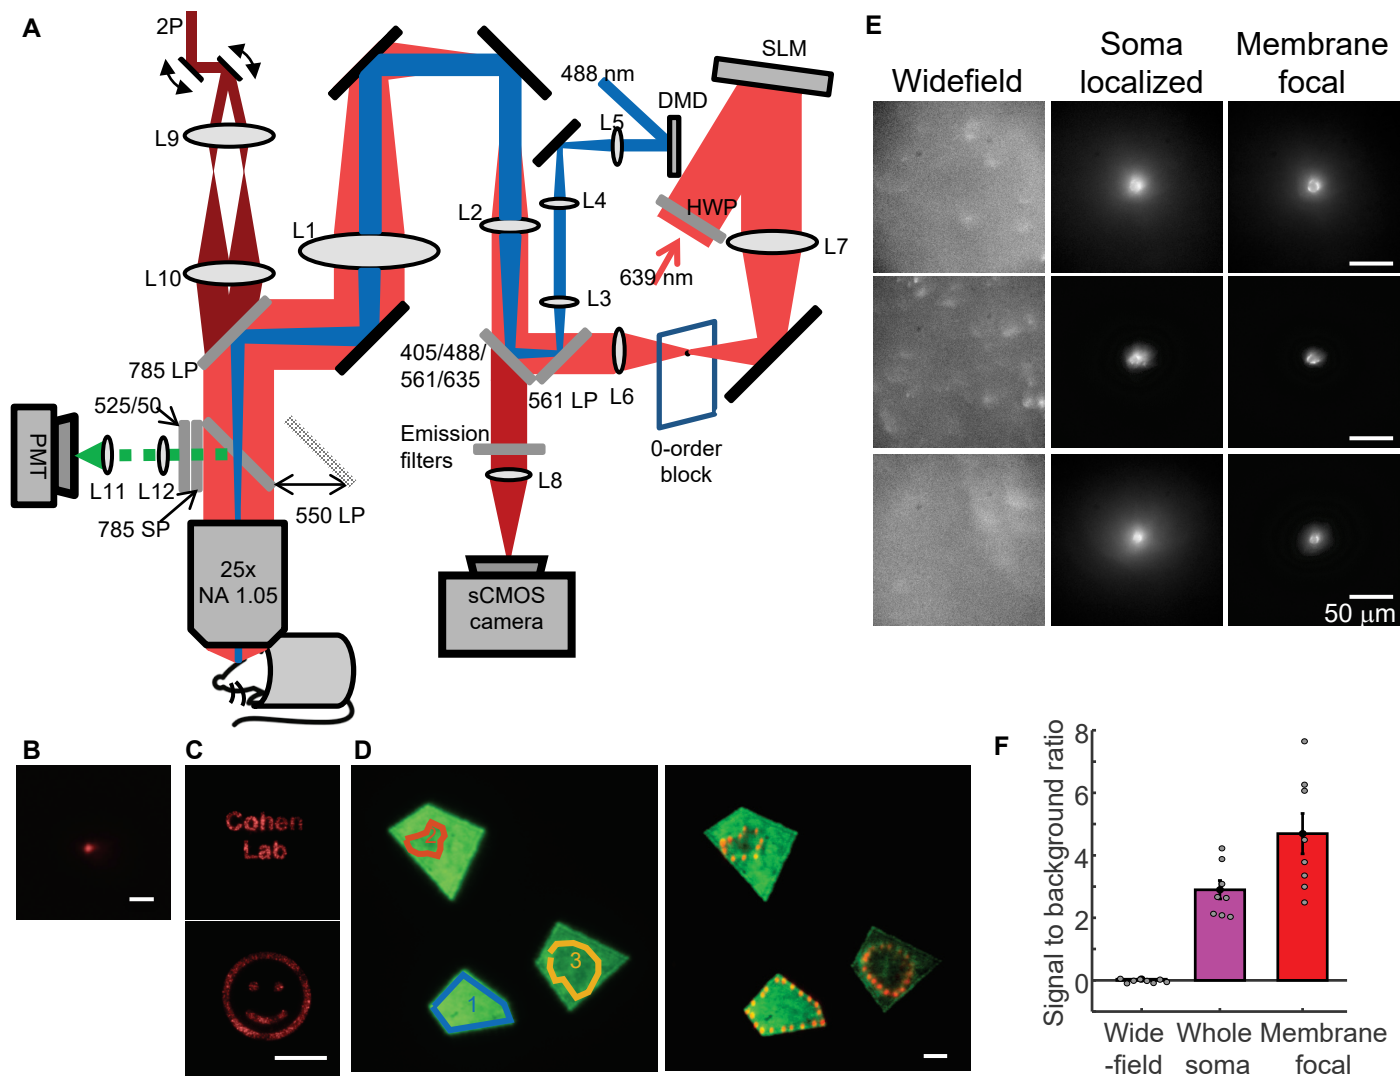 A
2P
L9
L10
785 LP
525/50
PMT
L11
L12
785 SP
550 LP
25x
NA 1.05
L1
L2
488 nm
L5
DMD
L4
L3
SLM
HWP
639 nm
L7
405/488/
561/635
561 LP
L6
0-order
block
Emission
filters
L8
sCMOS
camera
E
Widefield
Soma
localized
Membrane
focal
50 μm
B
C
Cohen
Lab
D
2
3
1
F
Signal to background ratio
8
6
4
2
0
Wide
-field
Whole
soma
Membrane
focal